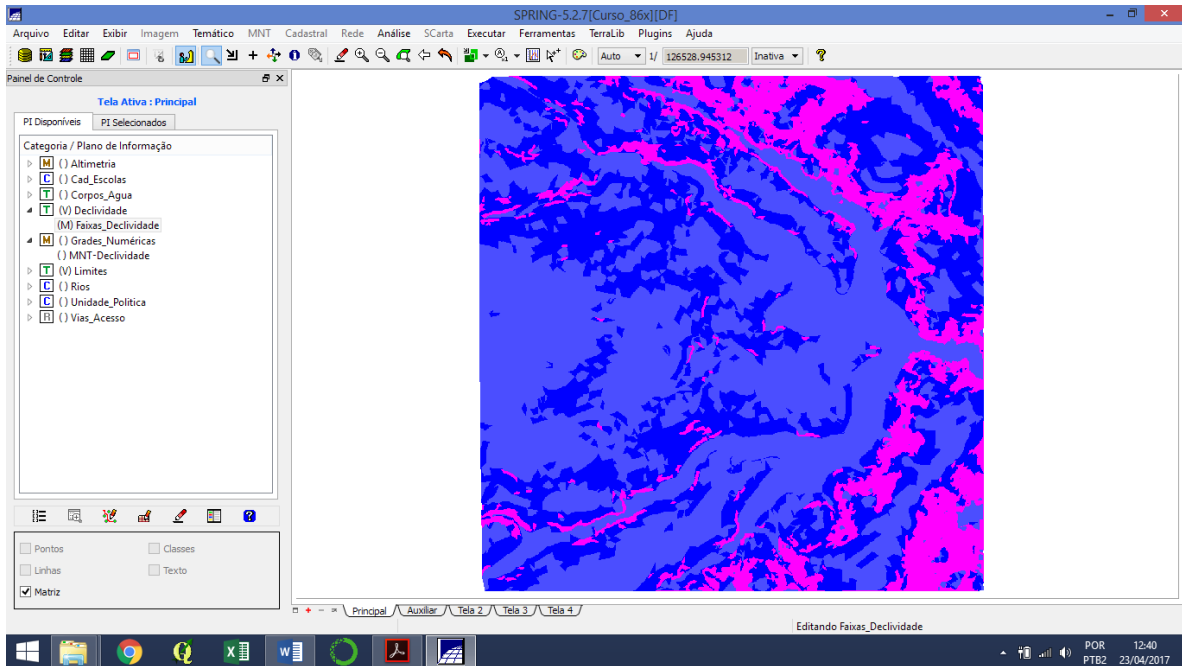 SPRING-5.2.7[Curso_86x][DF]
Arquivo Editar Exibir Imagem Temático MNT Cadastral Rede Análise SCarta Executar Ferramentas TerraLib Plugins Ajuda
Auto 1/ 126528.945312 Inativa
Painel de Controle
Tela Ativa : Principal
PI Disponíveis PI Selecionados
Categoria / Plano de Informação
M () Altimetria
C () Cad_Escolas
T () Corpos_Agua
T (V) Declividade
(M) Faixas_Declividade
M () Grades_Numéricas
() MNT-Declividade
T (V) Limites
C () Rios
C () Unidade_Politica
R () Vias_Acesso
Pontos Classes
Linhas Texto
Matriz
Principal Auxiliar Tela 2 Tela 3 Tela 4
Editando Faixas_Declividade
POR 12:40
PTB2 23/04/2017